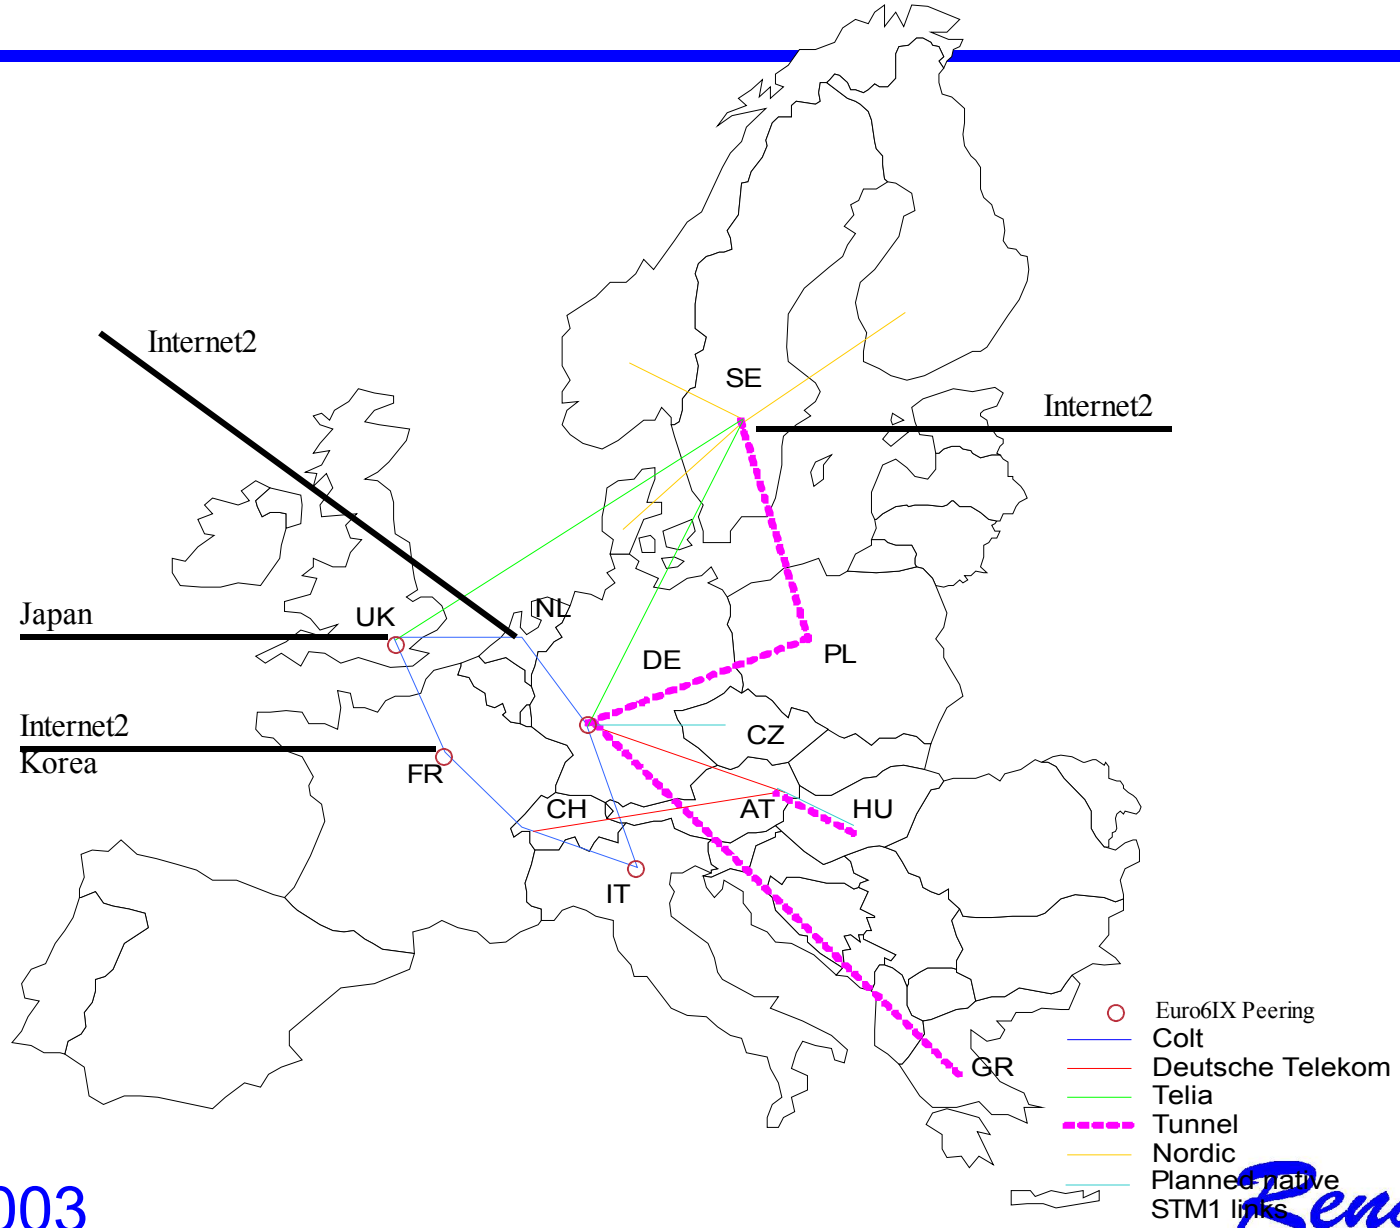 Internet2
SE
Internet2
NL
Japan
UK
DE
PL
Internet2
CZ
Korea
FR
CH
AT
HU
IT
Euro6IX Peering
Colt
GR
Deutsche Telekom
Telia
Tunnel
Nordic
Planned native
STM1 links
003